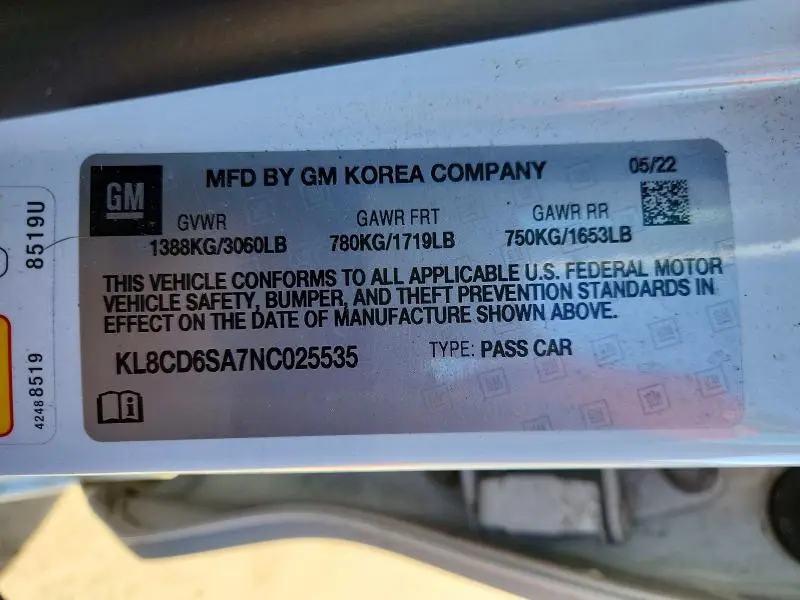 GM
MFD BY GM KOREA COMPANY
05/22
GVWR
1388KG/3060LB
GAWR FRT
780KG/1719LB
GAWR RR
750KG/1653LB
THIS VEHICLE CONFORMS TO ALL APPLICABLE U.S. FEDERAL MOTOR
VEHICLE SAFETY, BUMPER, AND THEFT PREVENTION STANDARDS IN
EFFECT ON THE DATE OF MANUFACTURE SHOWN ABOVE.
KL8CD6SA7NC025535
TYPE: PASS CAR
8519U
4248 8519